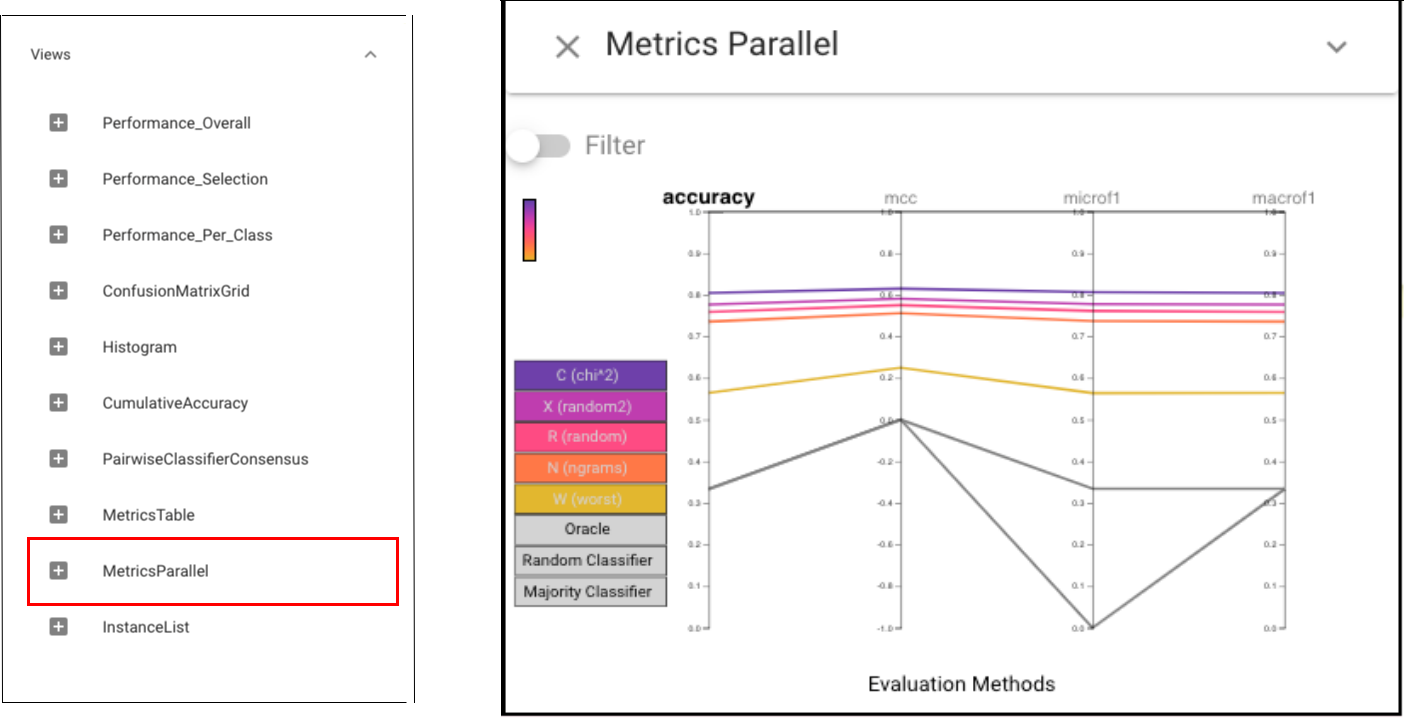 Views
Performance_Overall
Performance_Selection
Performance_Per_Class
ConfusionMatrixGrid
Histogram
CumulativeAccuracy
PairwiseClassifierConsensus
MetricsTable
MetricsParallel
InstanceList
Metrics Parallel
Filter
accuracy mcc microf1 macrof1
1.0 1.0 1.0 1.0
0.9 0.8 0.9 0.9
0.8 0.6 0.8 0.8
0.7 0.4 0.7 0.7
0.6 0.2 0.6 0.6
0.5 0.0 0.5 0.5
0.4 -0.2 0.4 0.4
0.3 -0.4 0.3 0.3
0.2 -0.6 0.2 0.2
0.1 -0.8 0.1 0.1
0.0 -1.0 0.0 0.0
C (chi^2)
X (random2)
R (random)
N (ngrams)
W (worst)
Oracle
Random Classifier
Majority Classifier
Evaluation Methods